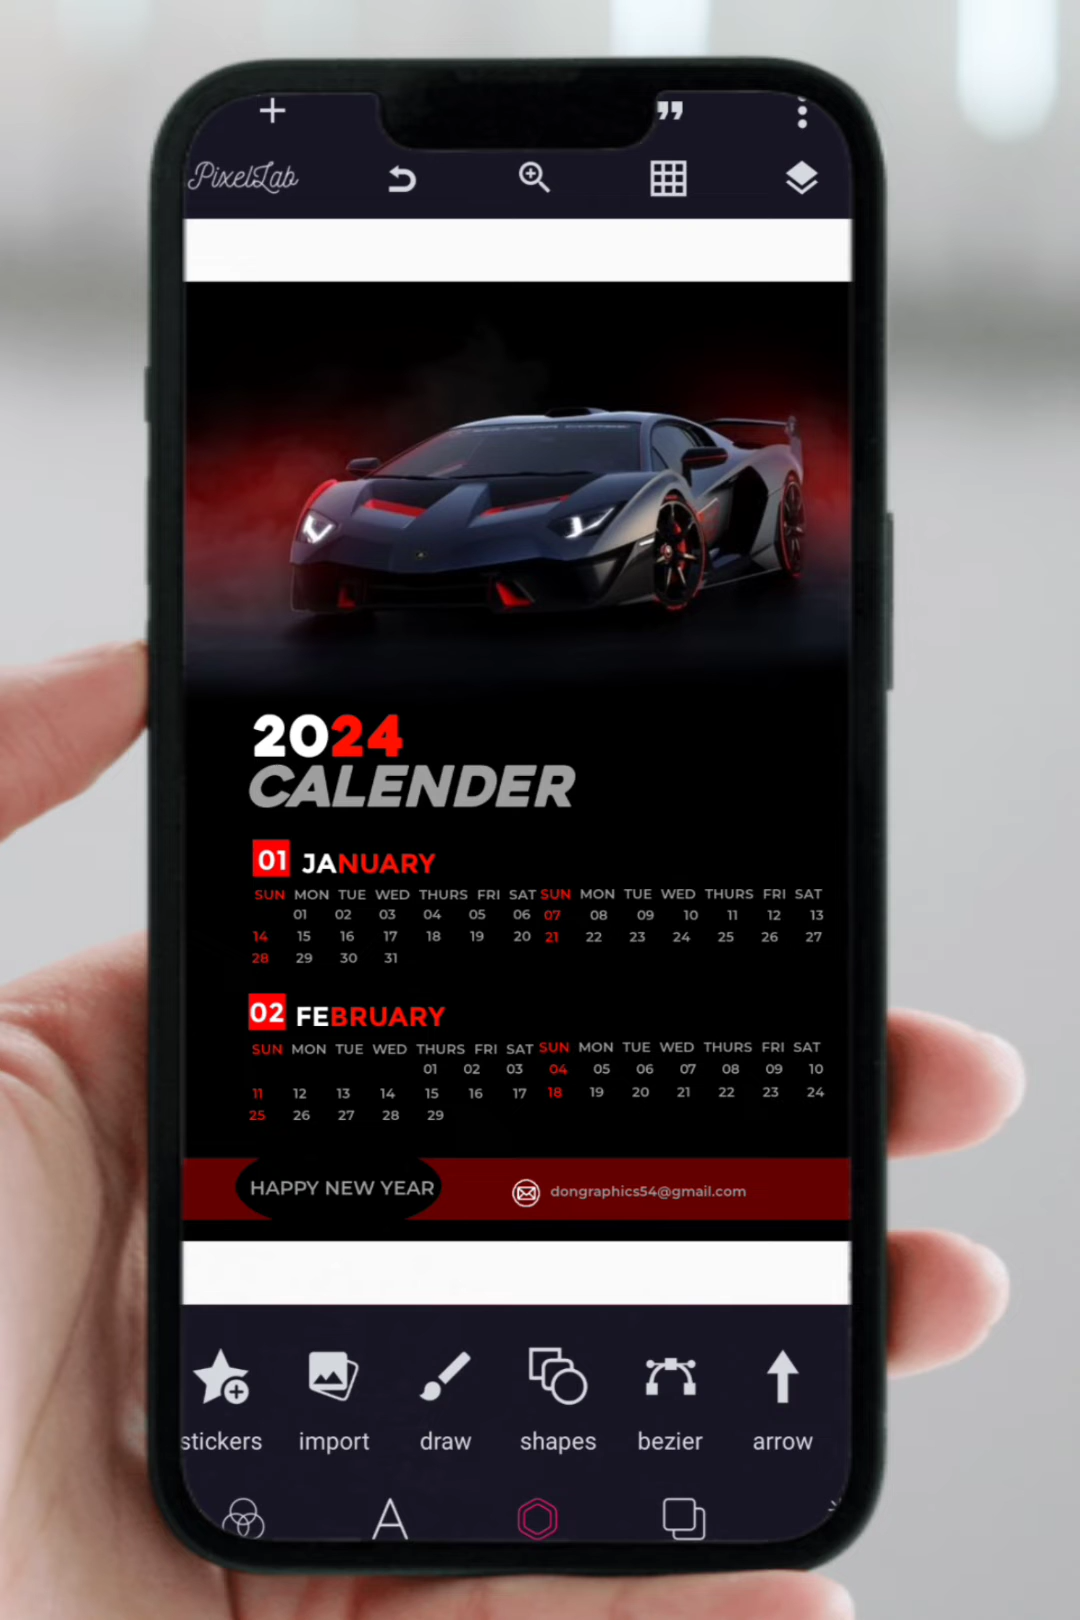 PixelLab
2024
CALENDER
01 JANUARY
SUN MON TUE WED THURS FRI SAT SUN MON TUE WED THURS FRI SAT
01 02 03 04 05 06 07 08 09 10 11 12 13
14 15 16 17 18 19 20 21 22 23 24 25 26 27
28 29 30 31
02 FEBRUARY
SUN MON TUE WED THURS FRI SAT SUN MON TUE WED THURS FRI SAT
01 02 03 04 05 06 07 08 09 10
11 12 13 14 15 16 17 18 19 20 21 22 23 24
25 26 27 28 29
HAPPY NEW YEAR dongraphics54@gmail.com
stickers import draw shapes bezier arrow